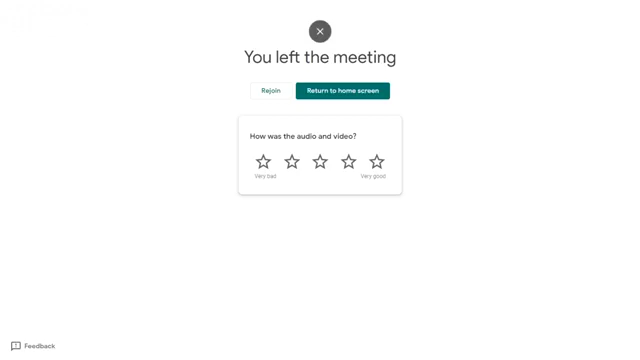 You left the meeting
Rejoin
Return to home screen
How was the audio and video?
Very bad
Very good
Feedback